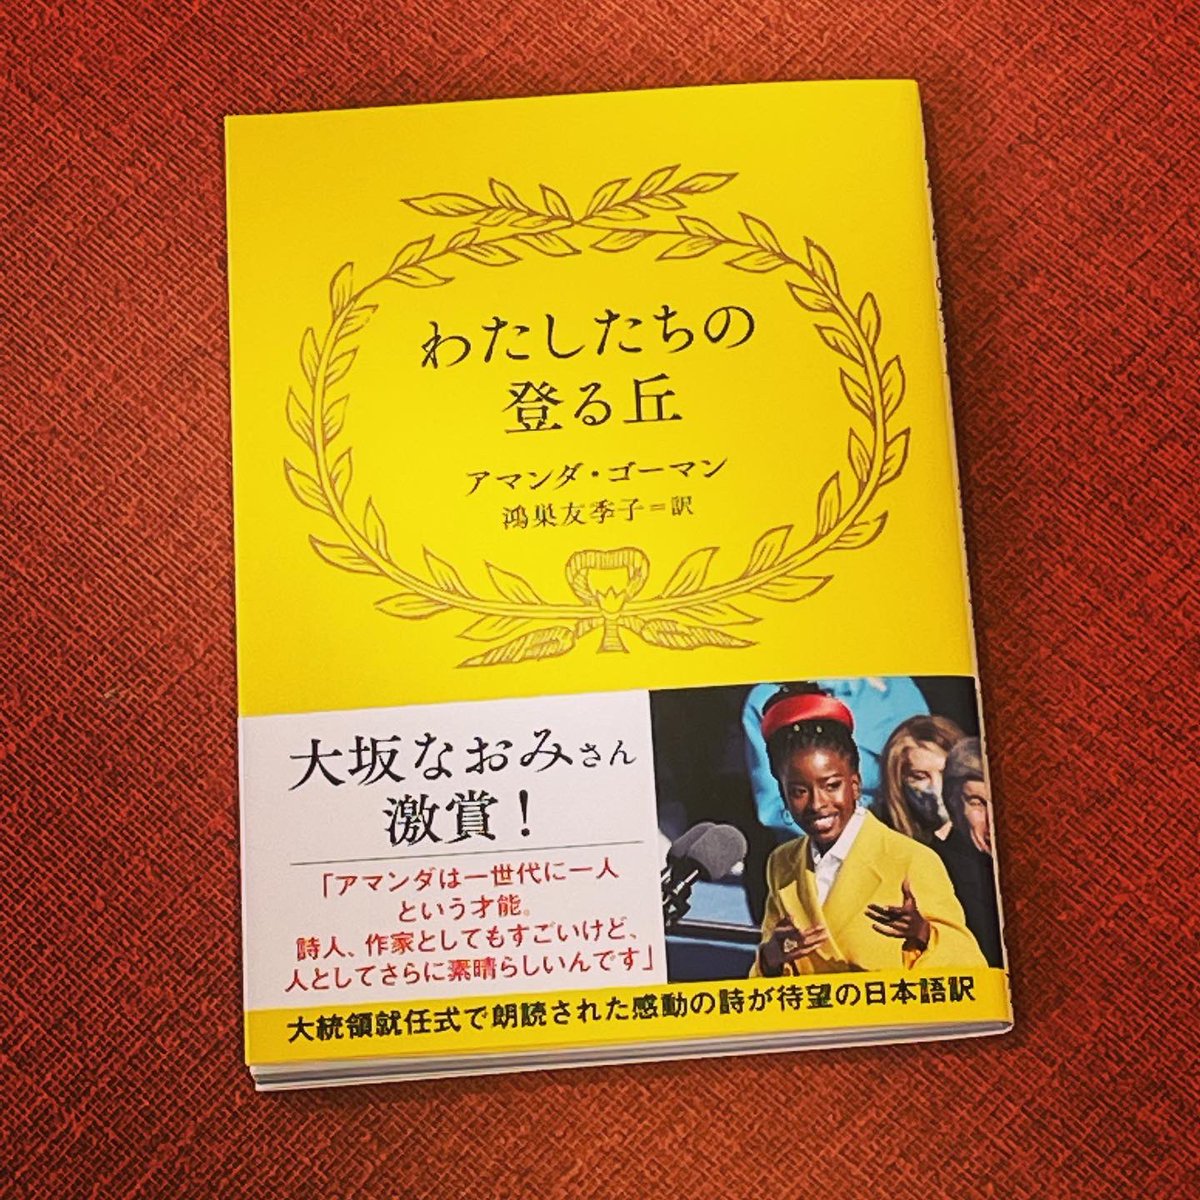 わたしたちの
登る丘
アマンダ・ゴーマン
鴻巣友季子=訳
大坂なおみさん
激賞!
「アマンダは一世代に一人
という才能。
詩人、作家としてもすごいけど、
人としてさらに素晴らしいんです」
大統領就任式で朗読された感動の詩が待望の日本語訳